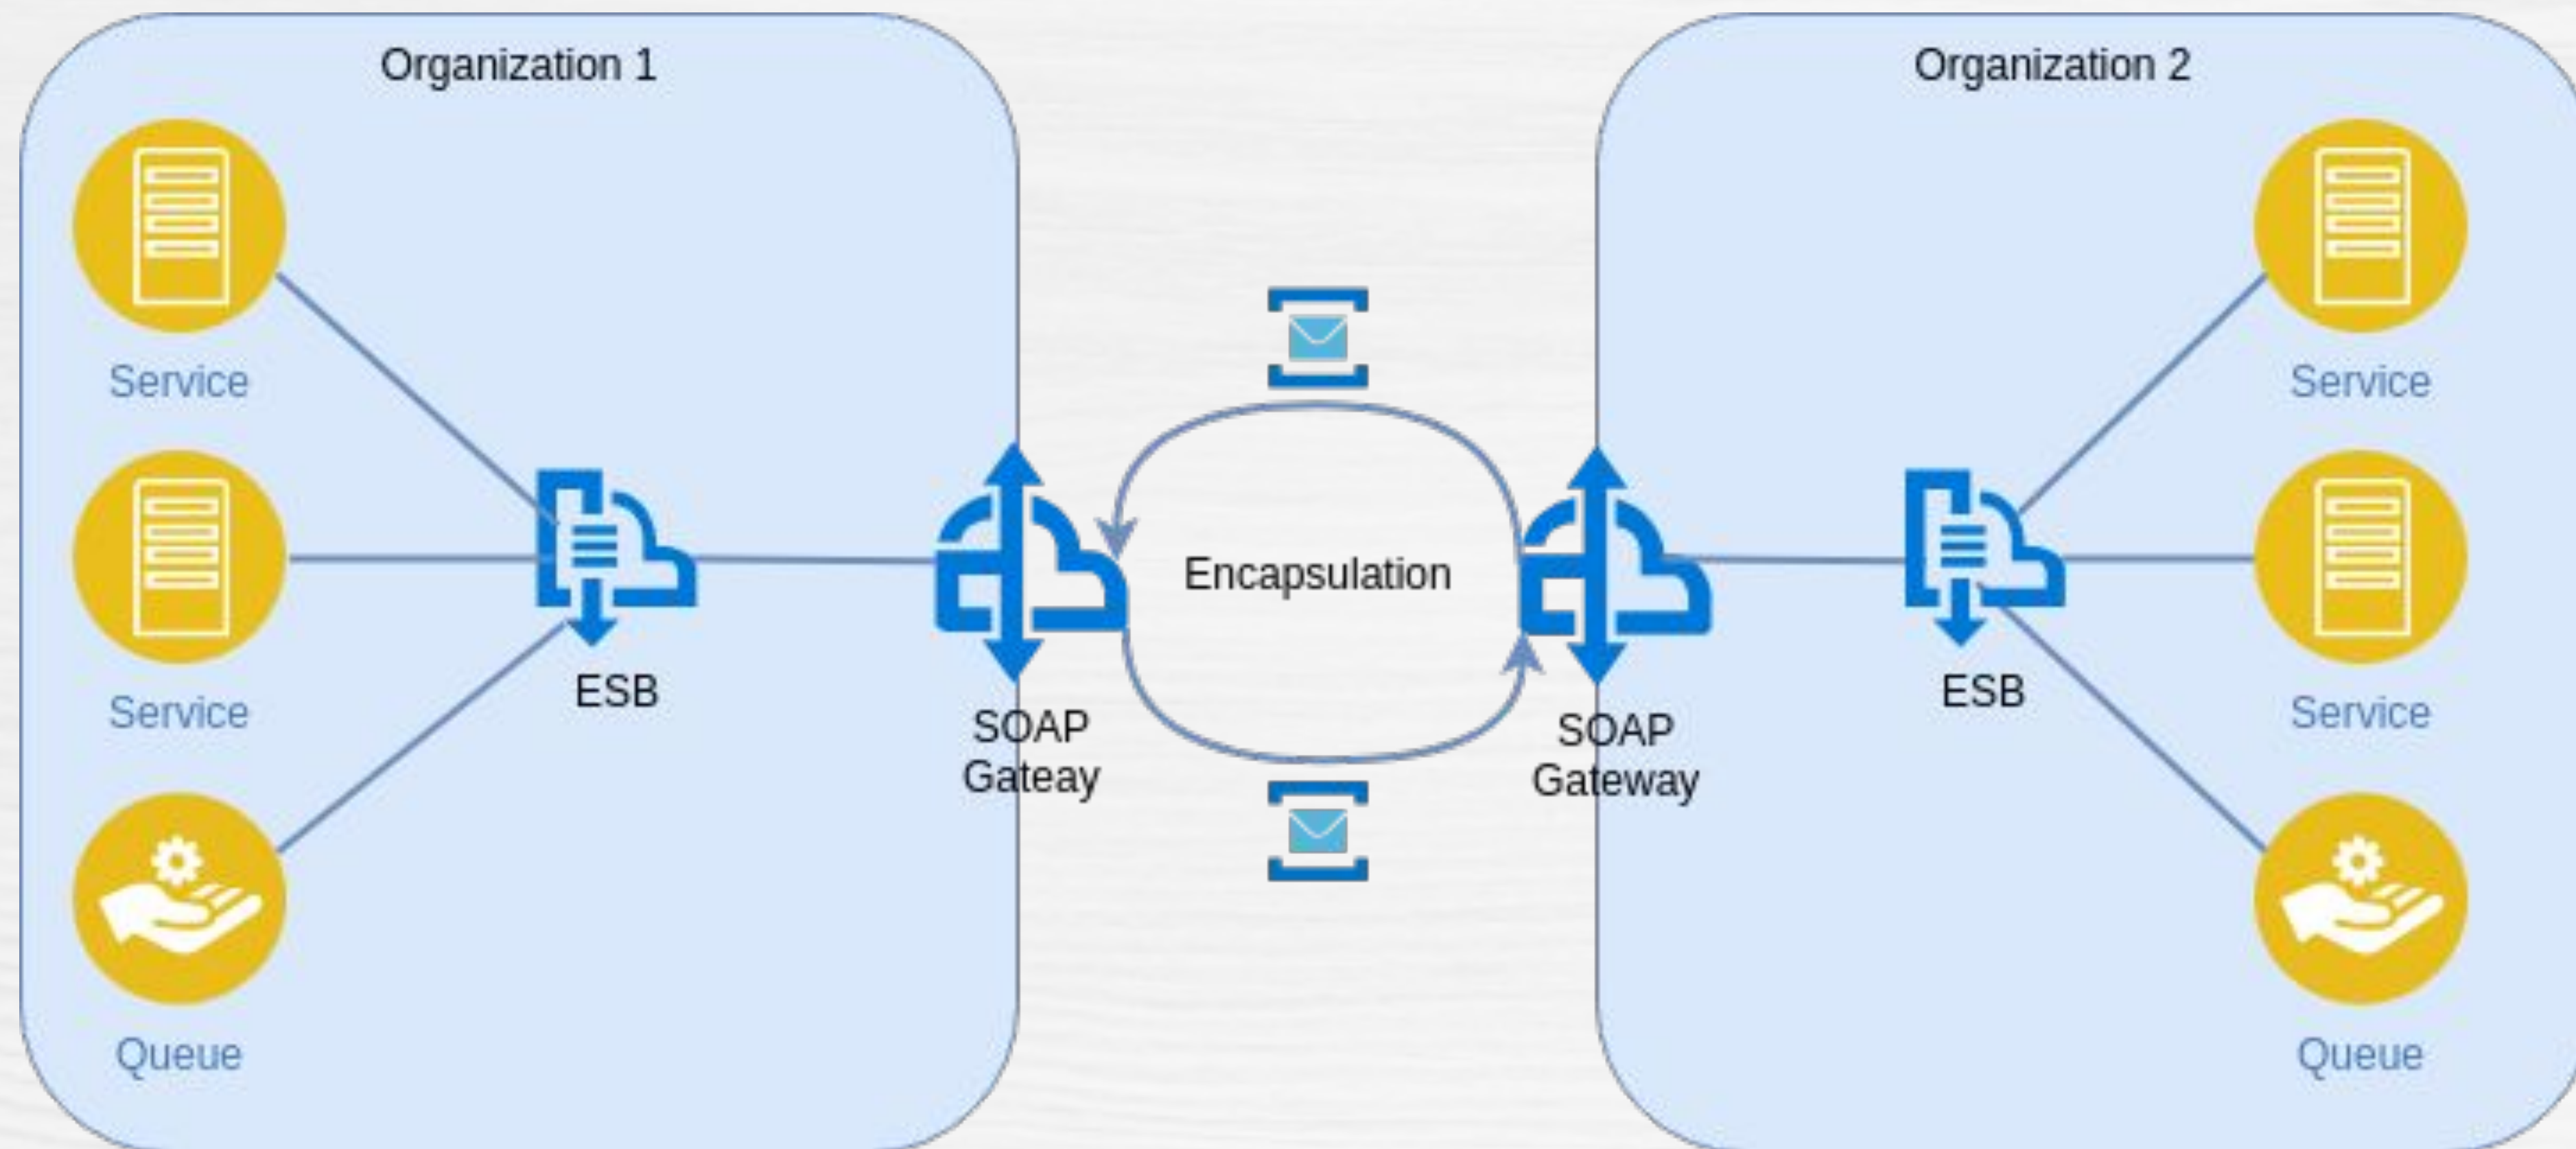 Organization 1
Service
Service
Queue
ESB
SOAP
Gateay
Encapsulation
Organization 2
SOAP
Gateway
ESB
Service
Service
Queue